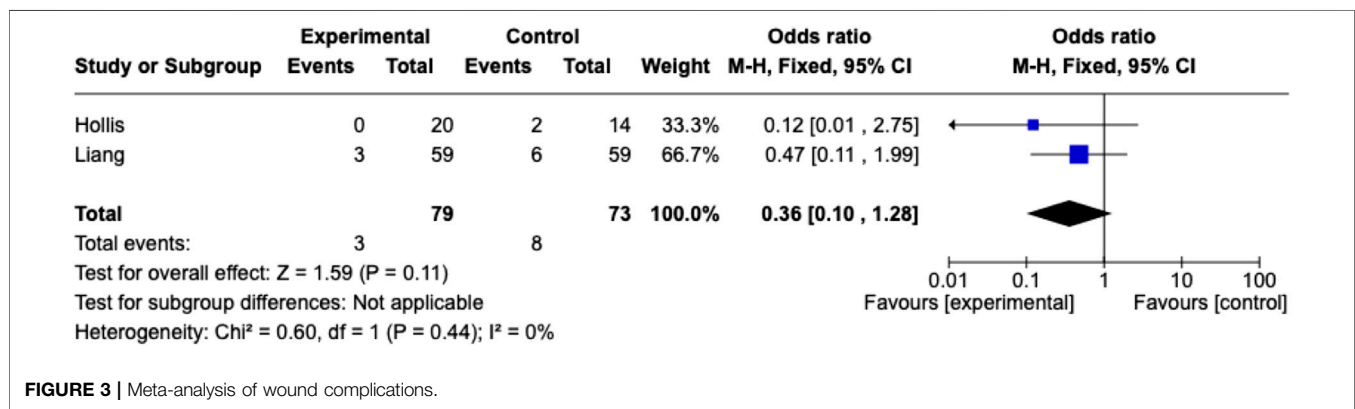 Experimental Control Odds ratio Odds ratio
Study or Subgroup Events Total Events Total Weight M-H, Fixed, 95% CI M-H, Fixed, 95% CI
Hollis 0 20 2 14 33.3% 0.12 [0.01 , 2.75]
Liang 3 59 6 59 66.7% 0.47 [0.11 , 1.99]
Total 79 73 100.0% 0.36 [0.10 , 1.28]
Total events: 3 8
Test for overall effect: Z = 1.59 (P = 0.11)
0.01 0.1 1 10 100
Test for subgroup differences: Not applicable
Favours [experimental] Favours [control]
Heterogeneity: Chi² = 0.60, df = 1 (P = 0.44); I² = 0%
FIGURE 3 | Meta-analysis of wound complications.